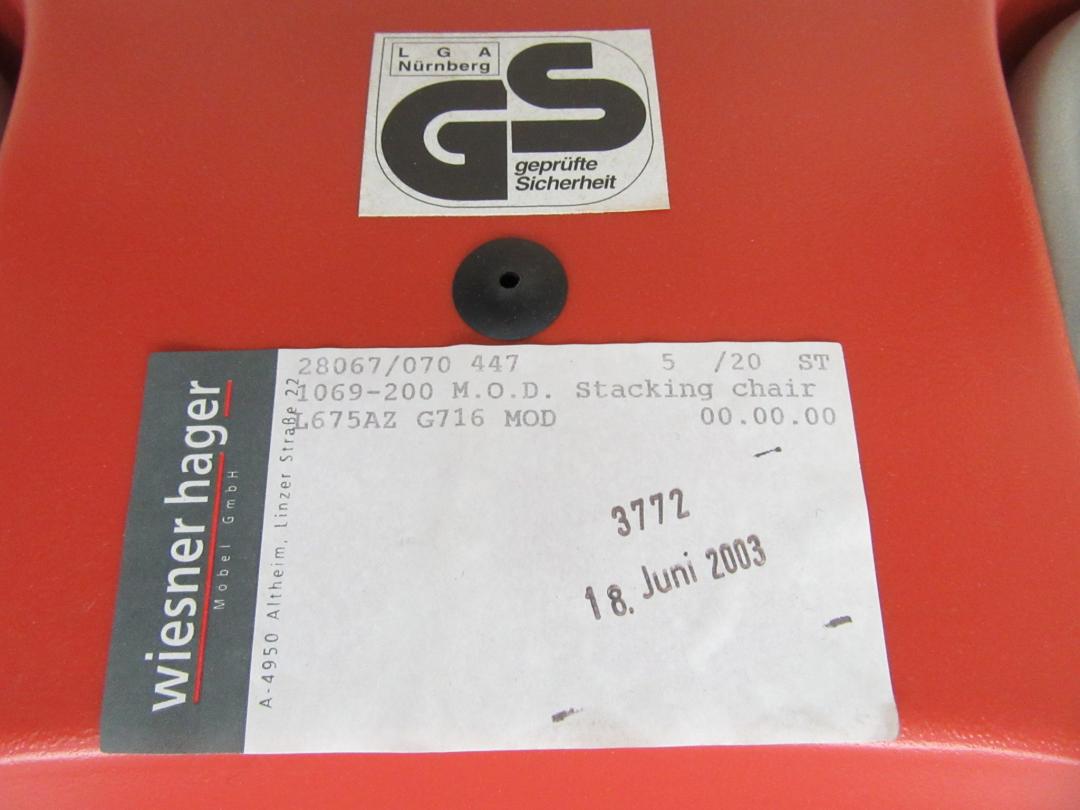 L G A
Nürnberg
GS
geprüfte
Sicherheit
28067/070 447 5 /20 ST
1069-200 M.O.D. Stacking chair
L675AZ G716 MOD 00.00.00
3772
18. Juni 2003
wiesner hager
Möbel GmbH
A-4950 Altheim, Linzer Straße 22